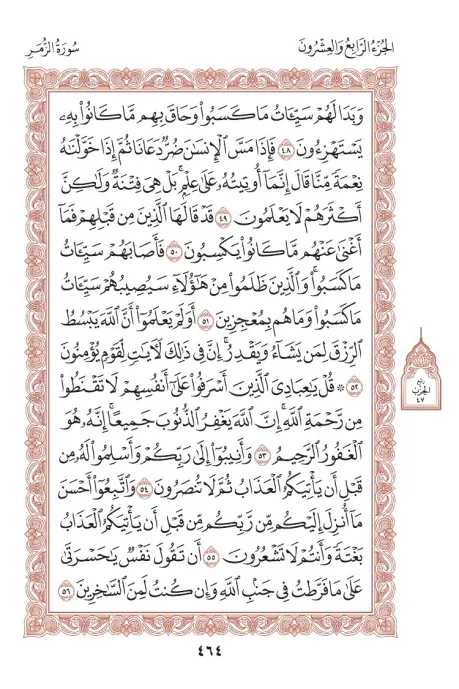 الجُزْءُ الرَّابِعُ وَالعِشْرُونَ
سُورَةُ الزُّمَرِ
وَبَدَا لَهُمْ سَيِّـَٔاتُ مَا كَسَبُوا۟ وَحَاقَ بِهِم مَّا كَانُوا۟ بِهِۦ
يَسْتَهْزِءُونَ ٤٨ فَإِذَا مَسَّ ٱلْإِنسَٰنَ ضُرٌّ دَعَانَا ثُمَّ إِذَا خَوَّلْنَٰهُ
نِعْمَةً مِّنَّا قَالَ إِنَّمَآ أُوتِيتُهُۥ عَلَىٰ عِلْمٍۭ ۚ بَلْ هِىَ فِتْنَةٌ وَلَٰكِنَّ
أَكْثَرَهُمْ لَا يَعْلَمُونَ ٤٩ قَدْ قَالَهَا ٱلَّذِينَ مِن قَبْلِهِمْ فَمَآ
أَغْنَىٰ عَنْهُم مَّا كَانُوا۟ يَكْسِبُونَ ٥٠ فَأَصَابَهُمْ سَيِّـَٔاتُ
مَا كَسَبُوا۟ ۚ وَٱلَّذِينَ ظَلَمُوا۟ مِنْ هَٰٓؤُلَآءِ سَيُصِيبُهُمْ سَيِّـَٔاتُ
مَا كَسَبُوا۟ وَمَا هُم بِمُعْجِزِينَ ٥١ أَوَلَمْ يَعْلَمُوٓا۟ أَنَّ ٱللَّهَ يَبْسُطُ
ٱلرِّزْقَ لِمَن يَشَآءُ وَيَقْدِرُ ۚ إِنَّ فِى ذَٰلِكَ لَءَايَٰتٍ لِّقَوْمٍ يُؤْمِنُونَ
٥٢ ۞ قُلْ يَٰعِبَادِىَ ٱلَّذِينَ أَسْرَفُوا۟ عَلَىٰٓ أَنفُسِهِمْ لَا تَقْنَطُوا۟
مِن رَّحْمَةِ ٱللَّهِ ۚ إِنَّ ٱللَّهَ يَغْفِرُ ٱلذُّنُوبَ جَمِيعًا ۚ إِنَّهُۥ هُوَ
ٱلْغَفُورُ ٱلرَّحِيمُ ٥٣ وَأَنِيبُوٓا۟ إِلَىٰ رَبِّكُمْ وَأَسْلِمُوا۟ لَهُۥ مِن
قَبْلِ أَن يَأْتِيَكُمُ ٱلْعَذَابُ ثُمَّ لَا تُنصَرُونَ ٥٤ وَٱتَّبِعُوٓا۟ أَحْسَنَ
مَآ أُنزِلَ إِلَيْكُم مِّن رَّبِّكُم مِّن قَبْلِ أَن يَأْتِيَكُمُ ٱلْعَذَابُ
بَغْتَةً وَأَنتُمْ لَا تَشْعُرُونَ ٥٥ أَن تَقُولَ نَفْسٌ يَٰحَسْرَتَىٰ
عَلَىٰ مَا فَرَّطتُ فِى جَنۢبِ ٱللَّهِ وَإِن كُنتُ لَمِنَ ٱلسَّٰخِرِينَ ٥٦
ربع
الحزب
٤٧
٤٦٤